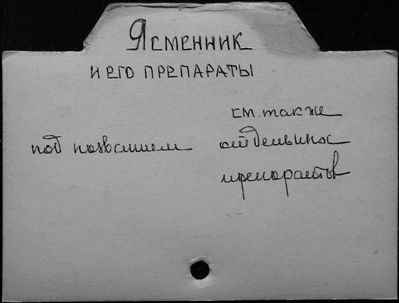 Ясменник
и его препараты
см. также
под названием отдельных
препаратов